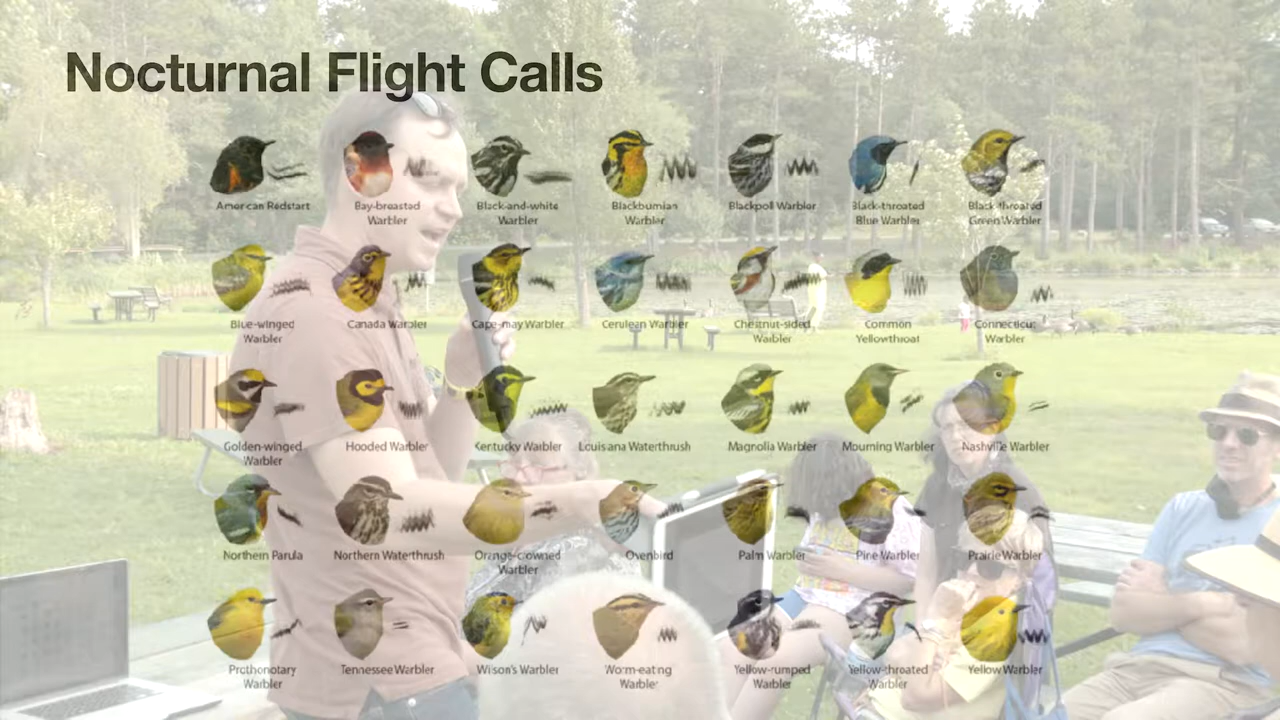 Nocturnal Flight Calls
American Redstart
Bay-breasted
Warbler
Black-and-white
Warbler
Blackburnian
Warbler
Blackpoll Warbler
Black-throated
Blue Warbler
Black-throated
Green Warbler
Blue-winged
Warbler
Canada Warbler
Cape-may Warbler
Cerulean Warbler
Chestnut-sided
Warbler
Common
Yellowthroat
Connecticut
Warbler
Golden-winged
Warbler
Hooded Warbler
Kentucky Warbler
Louisana Waterthrush
Magnolia Warbler
Mourning Warbler
Nashville Warbler
Northern Parula
Northern Waterthrush
Orange-crowned
Warbler
Ovenbird
Palm Warbler
Pine Warbler
Prairie Warbler
Prothonotary
Warbler
Tennessee Warbler
Wilson's Warbler
Worm-eating
Warbler
Yellow-rumped
Warbler
Yellow-throated
Warbler
Yellow Warbler